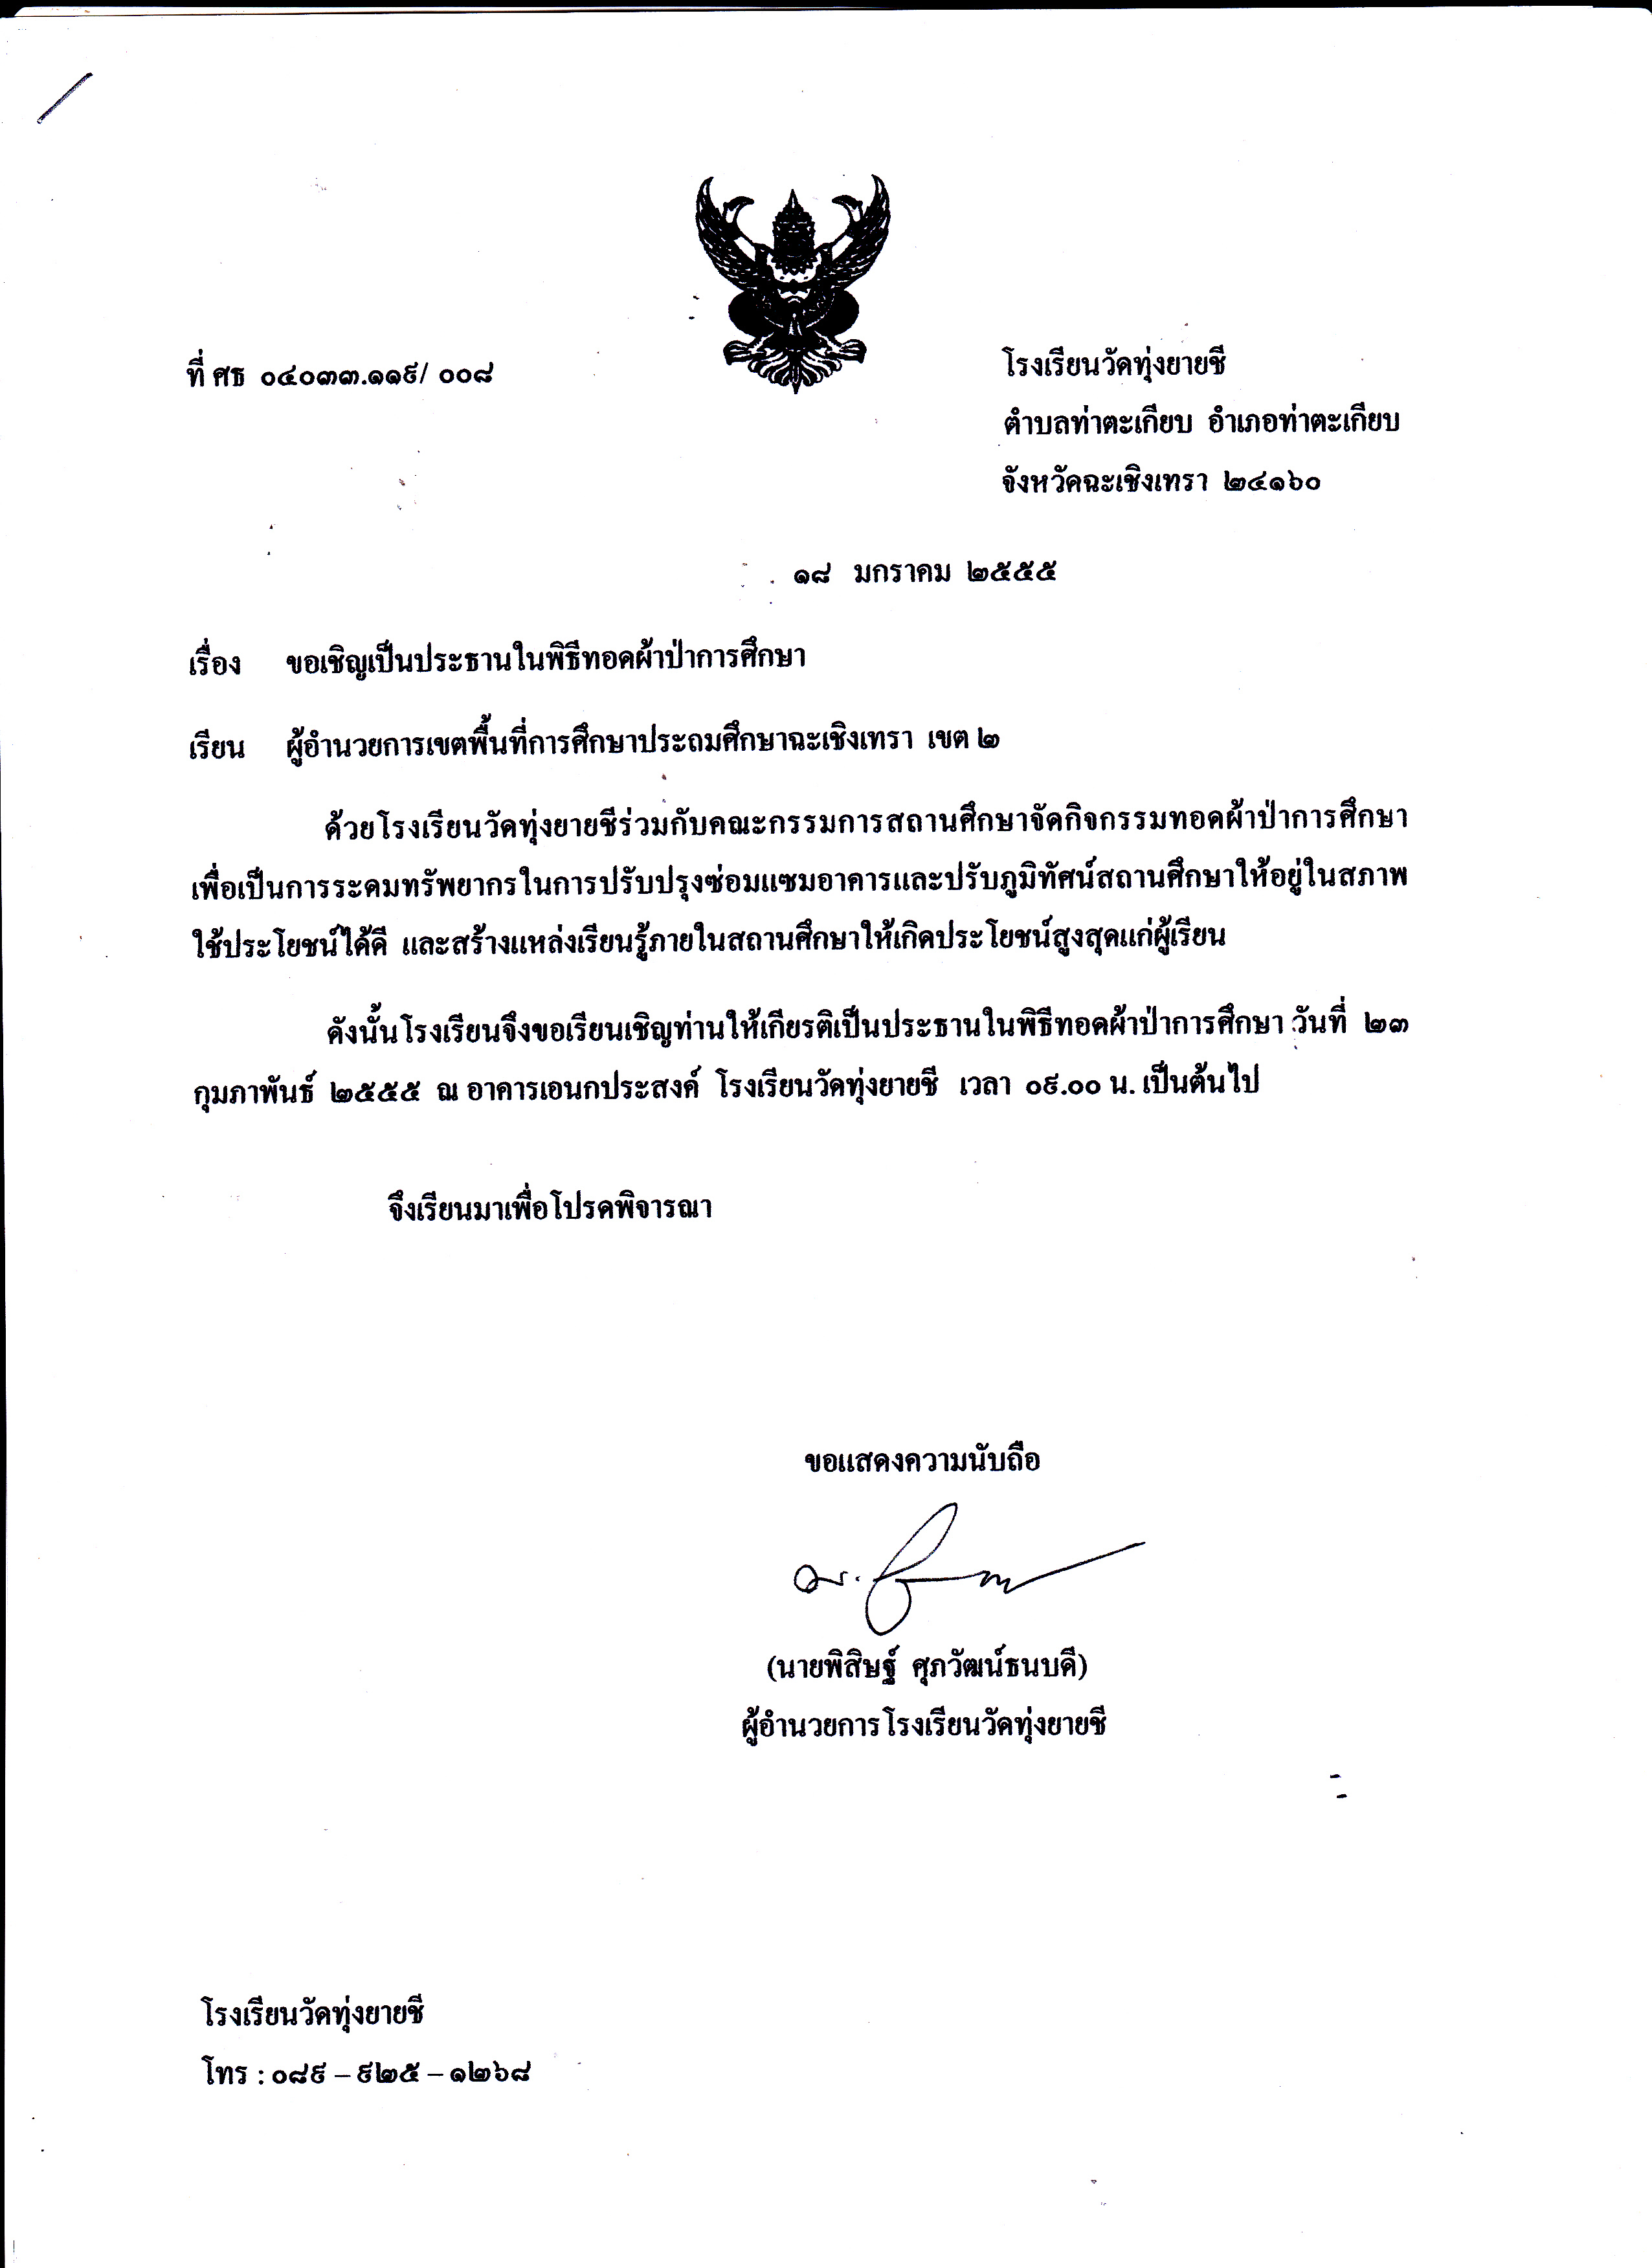 ที่ ศธ ๐๔๐๓๓.๑๑๙/ ๐๐๘
โรงเรียนวัดทุ่งยายชี
ตำบลท่าตะเกียบ อำเภอท่าตะเกียบ
จังหวัดฉะเชิงเทรา ๒๔๑๖๐
๑๘ มกราคม ๒๕๕๕
เรื่อง ขอเชิญเป็นประธานในพิธีทอดผ้าป่าการศึกษา
เรียน ผู้อำนวยการเขตพื้นที่การศึกษาประถมศึกษาฉะเชิงเทรา เขต ๒
ด้วยโรงเรียนวัดทุ่งยายชีร่วมกับคณะกรรมการสถานศึกษาจัดกิจกรรมทอดผ้าป่าการศึกษา
เพื่อเป็นการระดมทรัพยากรในการปรับปรุงซ่อมแซมอาคารและปรับภูมิทัศน์สถานศึกษาให้อยู่ในสภาพ
ใช้ประโยชน์ได้ดี และสร้างแหล่งเรียนรู้ภายในสถานศึกษาให้เกิดประโยชน์สูงสุดแก่ผู้เรียน
ดังนั้นโรงเรียนจึงขอเรียนเชิญท่านให้เกียรติเป็นประธานในพิธีทอดผ้าป่าการศึกษา วันที่ ๒๓
กุมภาพันธ์ ๒๕๕๕ ณ อาคารเอนกประสงค์ โรงเรียนวัดทุ่งยายชี เวลา ๐๙.๐๐ น. เป็นต้นไป
จึงเรียนมาเพื่อโปรดพิจารณา
ขอแสดงความนับถือ
(นายพิสิษฐ์ ศุภวัฒน์ธนบดี)
ผู้อำนวยการโรงเรียนวัดทุ่งยายชี
โรงเรียนวัดทุ่งยายชี
โทร : ๐๘๙ – ๙๒๕ – ๑๒๖๘